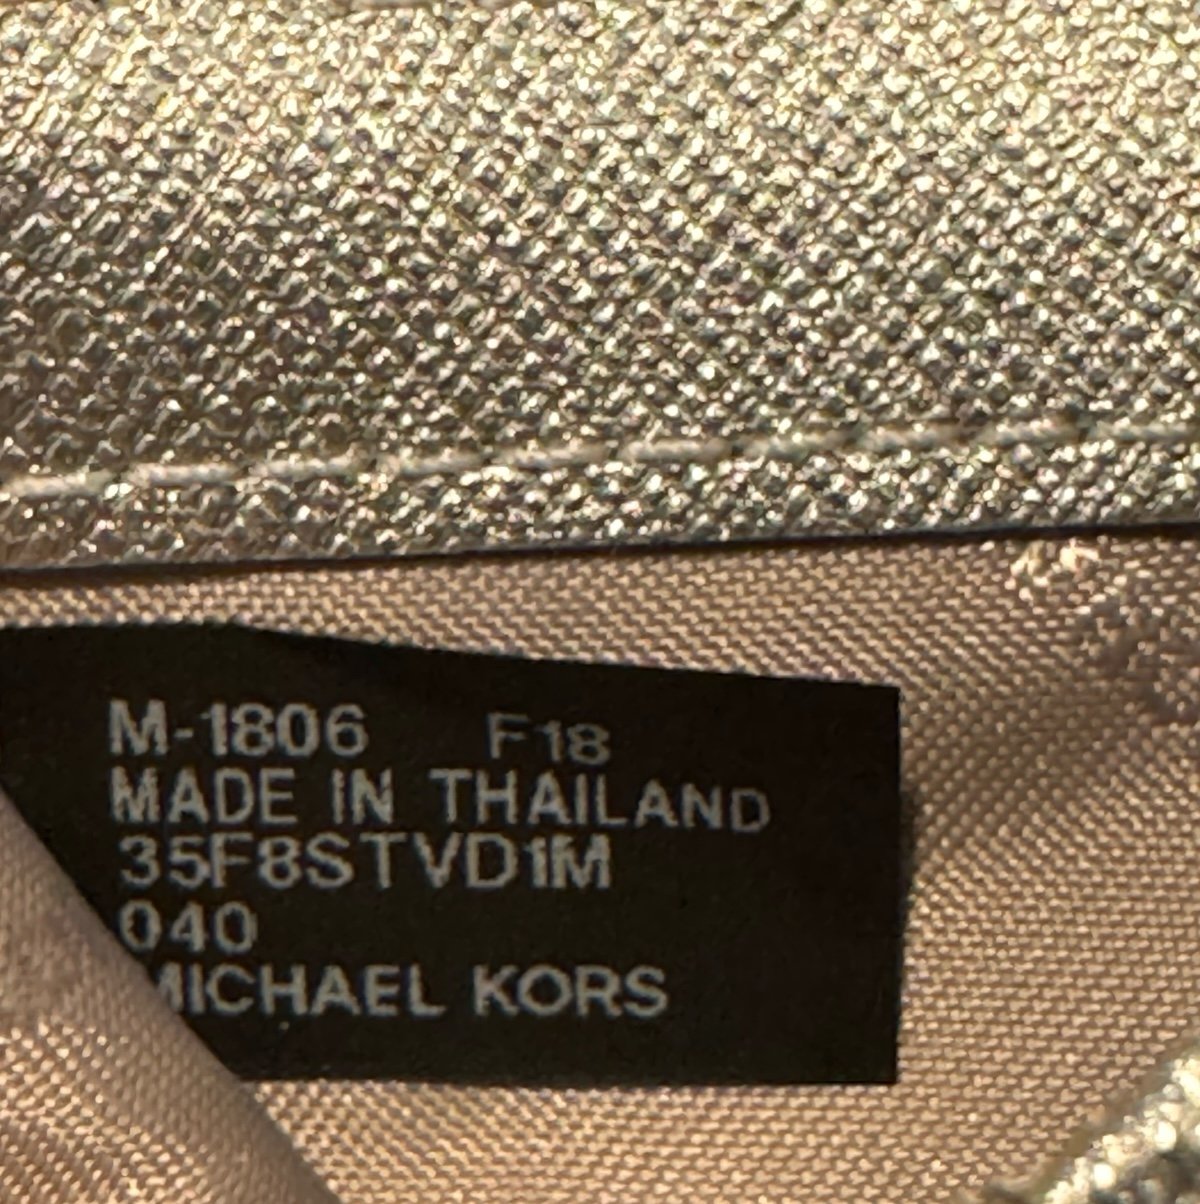 M-1806 F18
MADE IN THAILAND
35F8STVD1M
040
MICHAEL KORS